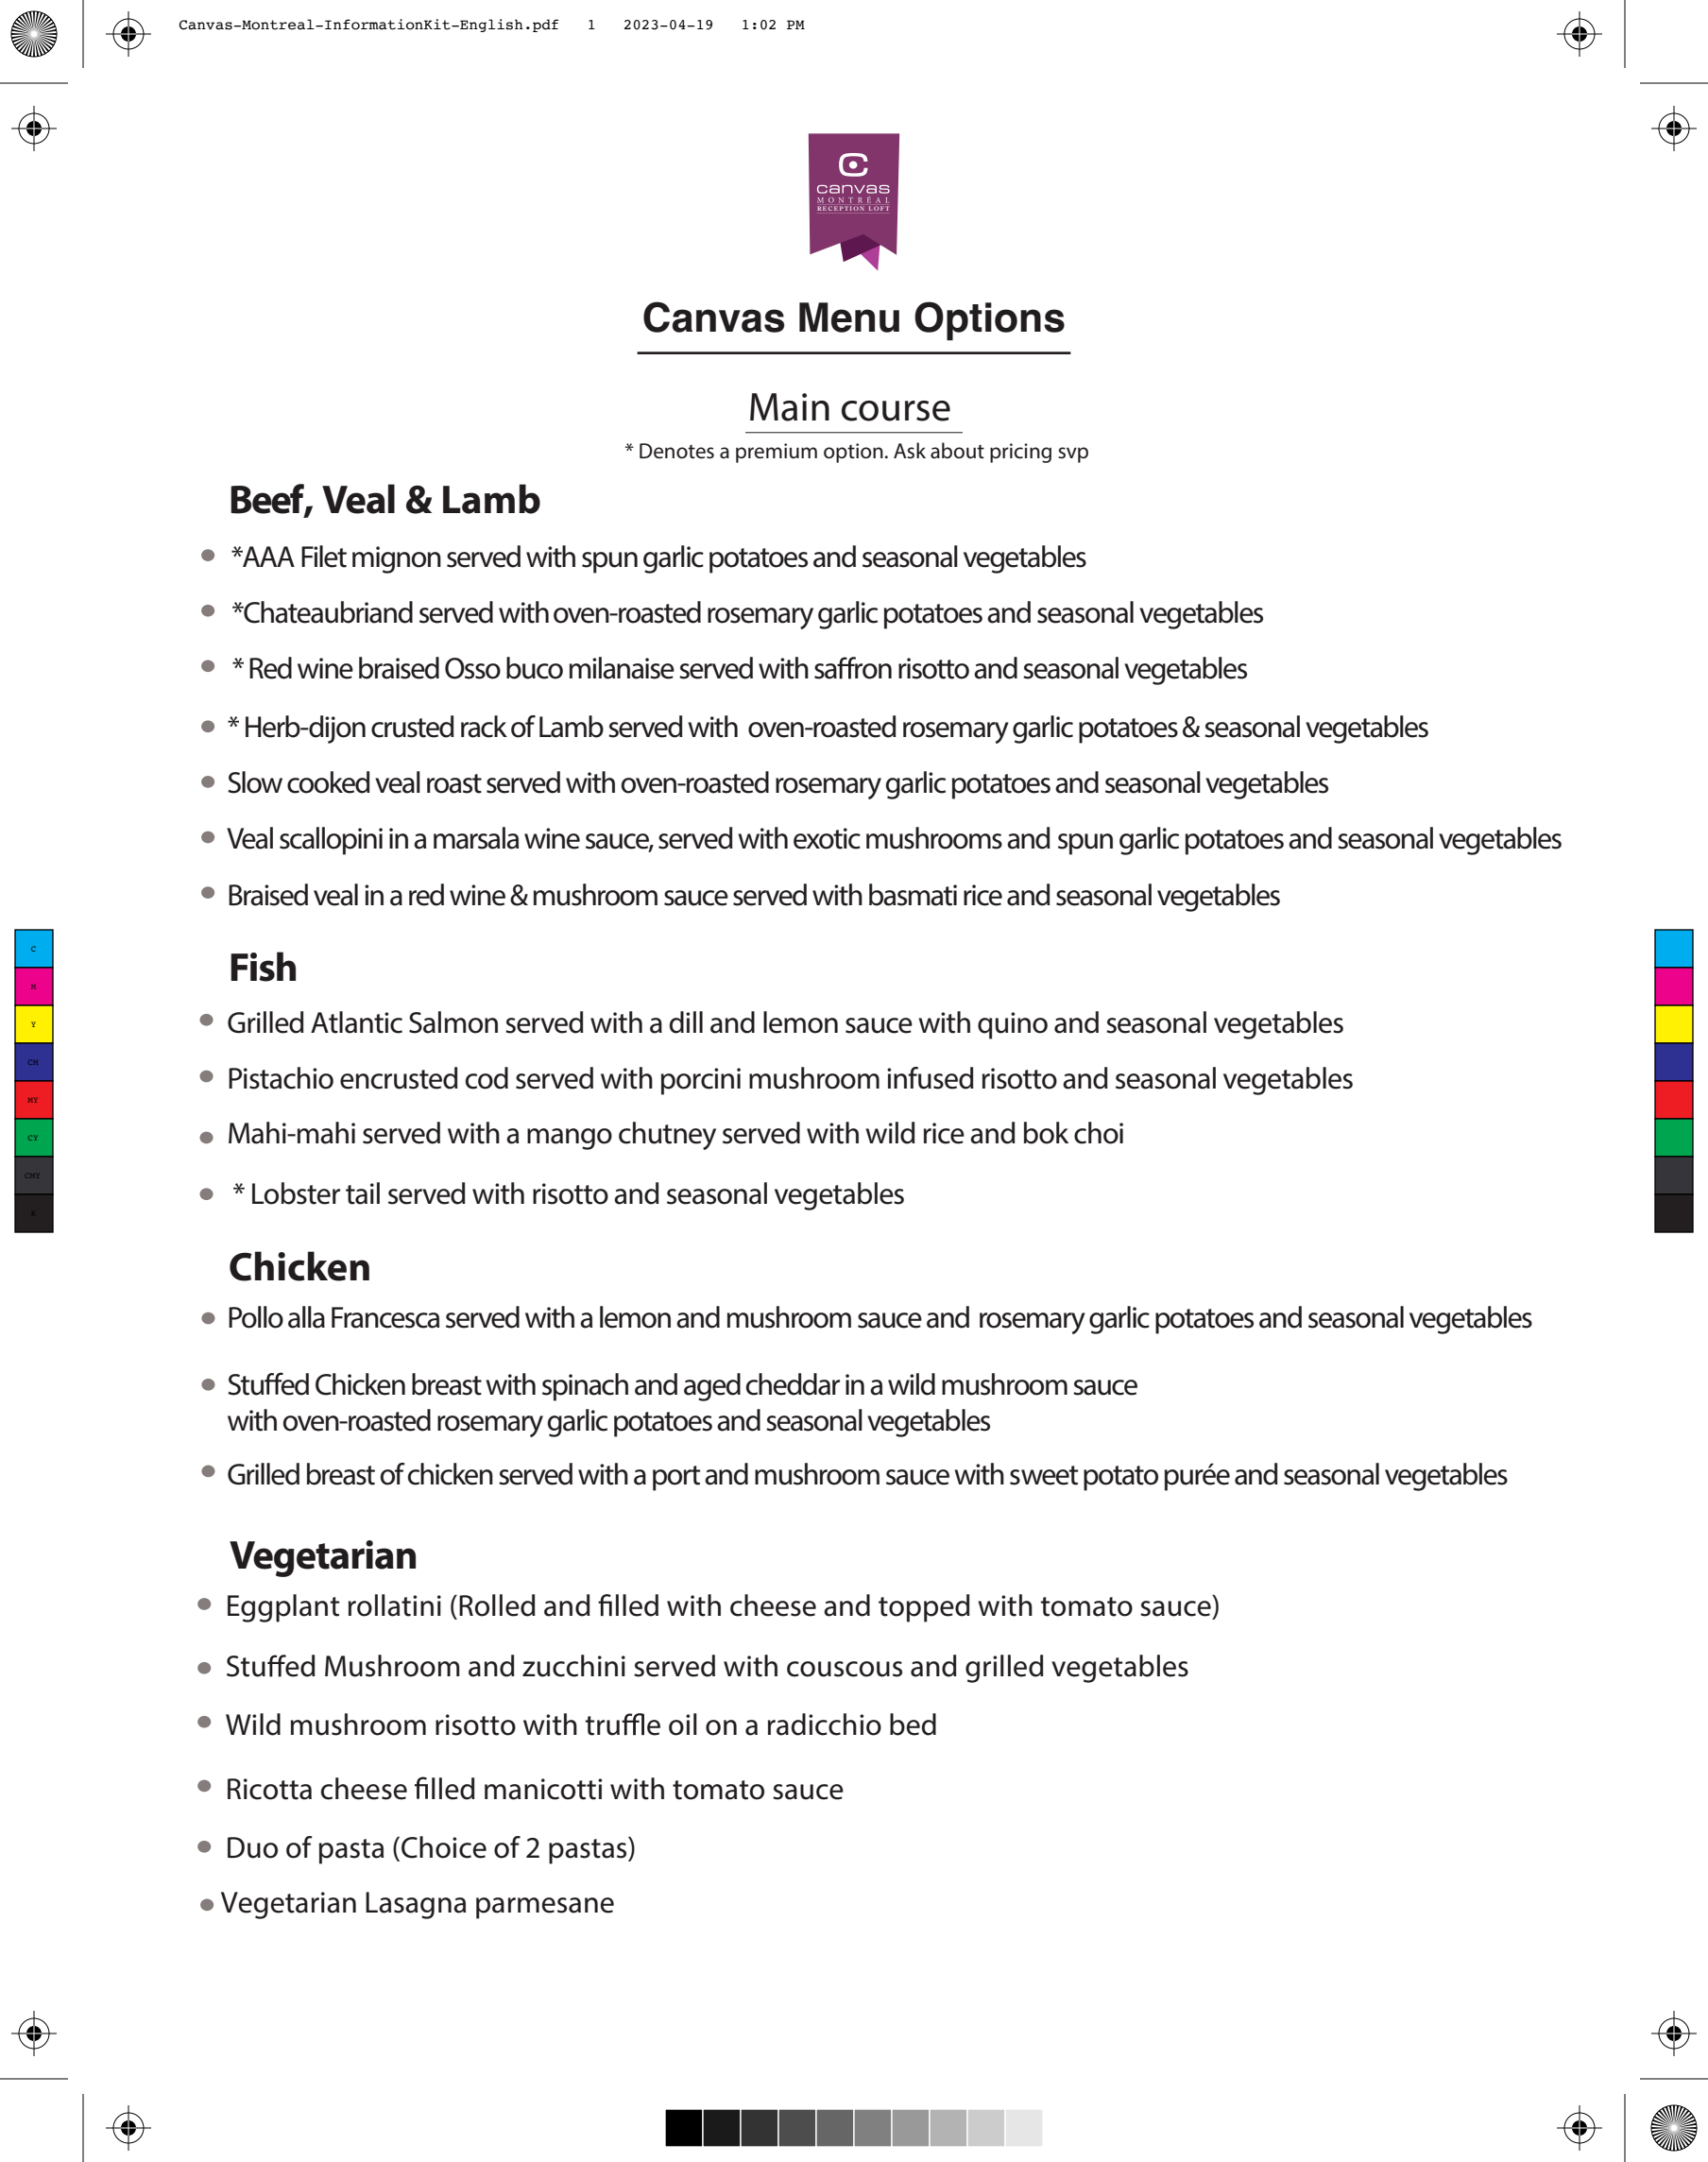 Canvas-Montreal-InformationKit-English.pdf 1 2023-04-19 1:02 PM
canvas
MONTRÉAL
RECEPTION LOFT
Canvas Menu Options
Main course
* Denotes a premium option. Ask about pricing svp
Beef, Veal & Lamb
*AAA Filet mignon served with spun garlic potatoes and seasonal vegetables
*Chateaubriand served with oven-roasted rosemary garlic potatoes and seasonal vegetables
* Red wine braised Osso buco milanaise served with saffron risotto and seasonal vegetables
* Herb-dijon crusted rack of Lamb served with oven-roasted rosemary garlic potatoes & seasonal vegetables
Slow cooked veal roast served with oven-roasted rosemary garlic potatoes and seasonal vegetables
Veal scallopini in a marsala wine sauce, served with exotic mushrooms and spun garlic potatoes and seasonal vegetables
Braised veal in a red wine & mushroom sauce served with basmati rice and seasonal vegetables
C
M
Y
CM
MY
CY
CMY
K
Fish
Grilled Atlantic Salmon served with a dill and lemon sauce with quino and seasonal vegetables
Pistachio encrusted cod served with porcini mushroom infused risotto and seasonal vegetables
Mahi-mahi served with a mango chutney served with wild rice and bok choi
* Lobster tail served with risotto and seasonal vegetables
Chicken
Pollo alla Francesca served with a lemon and mushroom sauce and rosemary garlic potatoes and seasonal vegetables
Stuffed Chicken breast with spinach and aged cheddar in a wild mushroom sauce
with oven-roasted rosemary garlic potatoes and seasonal vegetables
Grilled breast of chicken served with a port and mushroom sauce with sweet potato purée and seasonal vegetables
Vegetarian
Eggplant rollatini (Rolled and filled with cheese and topped with tomato sauce)
Stuffed Mushroom and zucchini served with couscous and grilled vegetables
Wild mushroom risotto with truffle oil on a radicchio bed
Ricotta cheese filled manicotti with tomato sauce
Duo of pasta (Choice of 2 pastas)
Vegetarian Lasagna parmesane